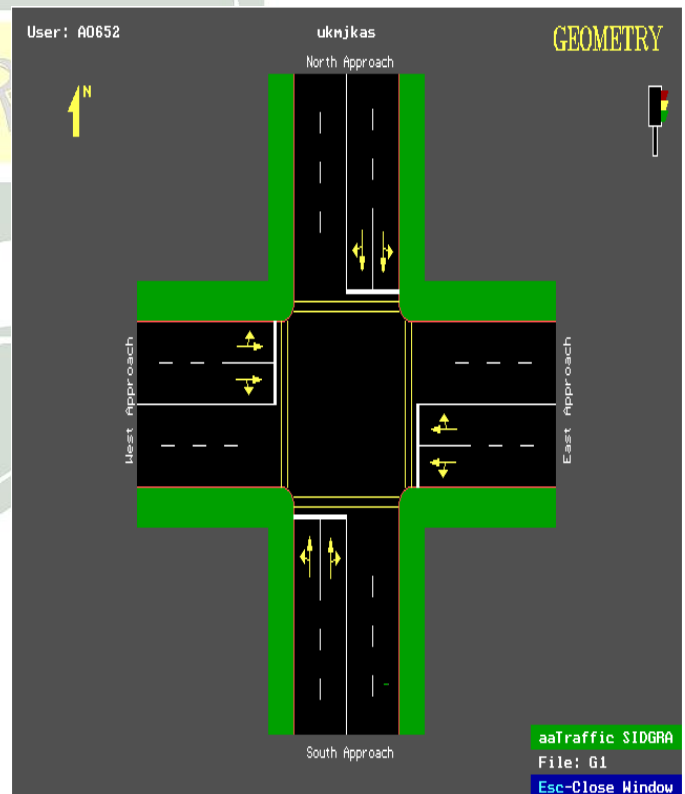 User: A0652
ukmjkas
GEOMETRY
North Approach
N
West Approach
East Approach
South Approach
aaTraffic SIDGRA
File: G1
Esc-Close Window